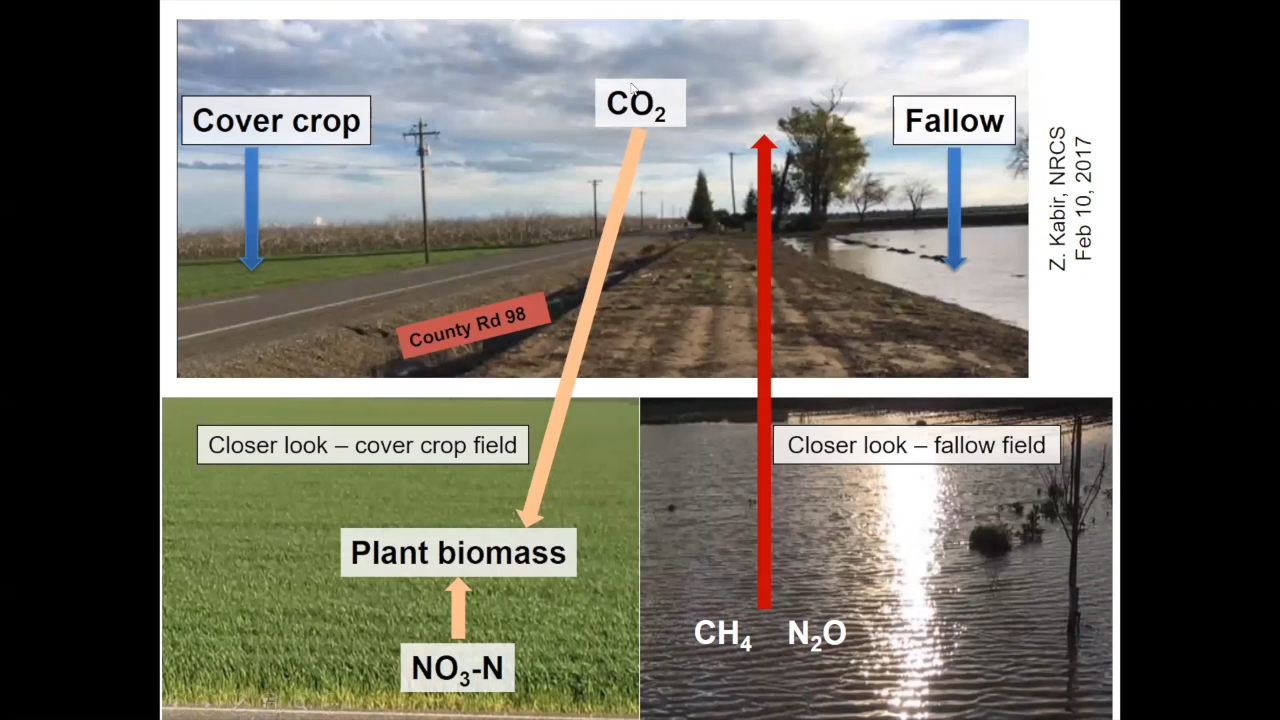 Cover crop
CO₂
Fallow
Z. Kabir, NRCS
Feb 10, 2017
County Rd 98
Closer look – cover crop field
Closer look – fallow field
Plant biomass
NO₃-N
CH₄ N₂O